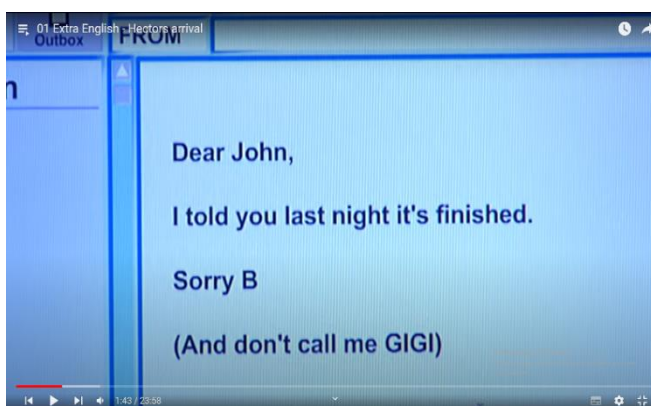 01 Extra English - Hectors arrival
Outbox
FROM
n
Dear John,
I told you last night it's finished.
Sorry B
(And don't call me GIGI)
1:43 / 23:58